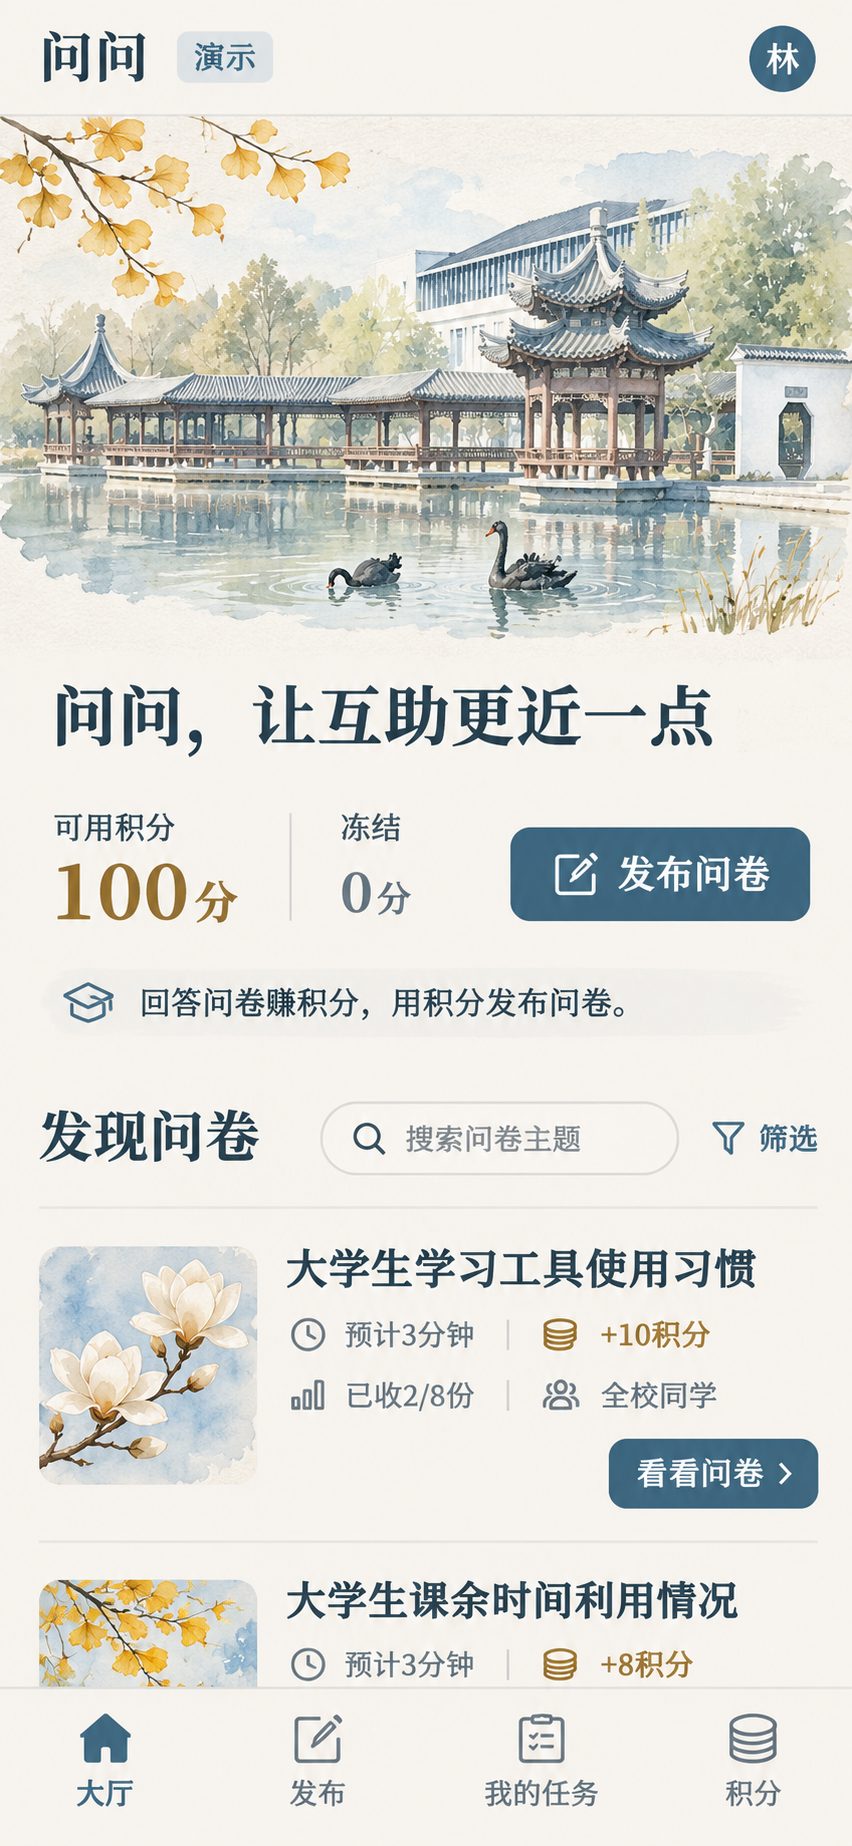 问问 演示 林
问问，让互助更近一点
可用积分 冻结
100分 0分 发布问卷
回答问卷赚积分，用积分发布问卷。
发现问卷 搜索问卷主题 筛选
大学生学习工具使用习惯
预计3分钟 +10积分
已收2/8份 全校同学
看看问卷
大学生课余时间利用情况
预计3分钟 +8积分
大厅 发布 我的任务 积分